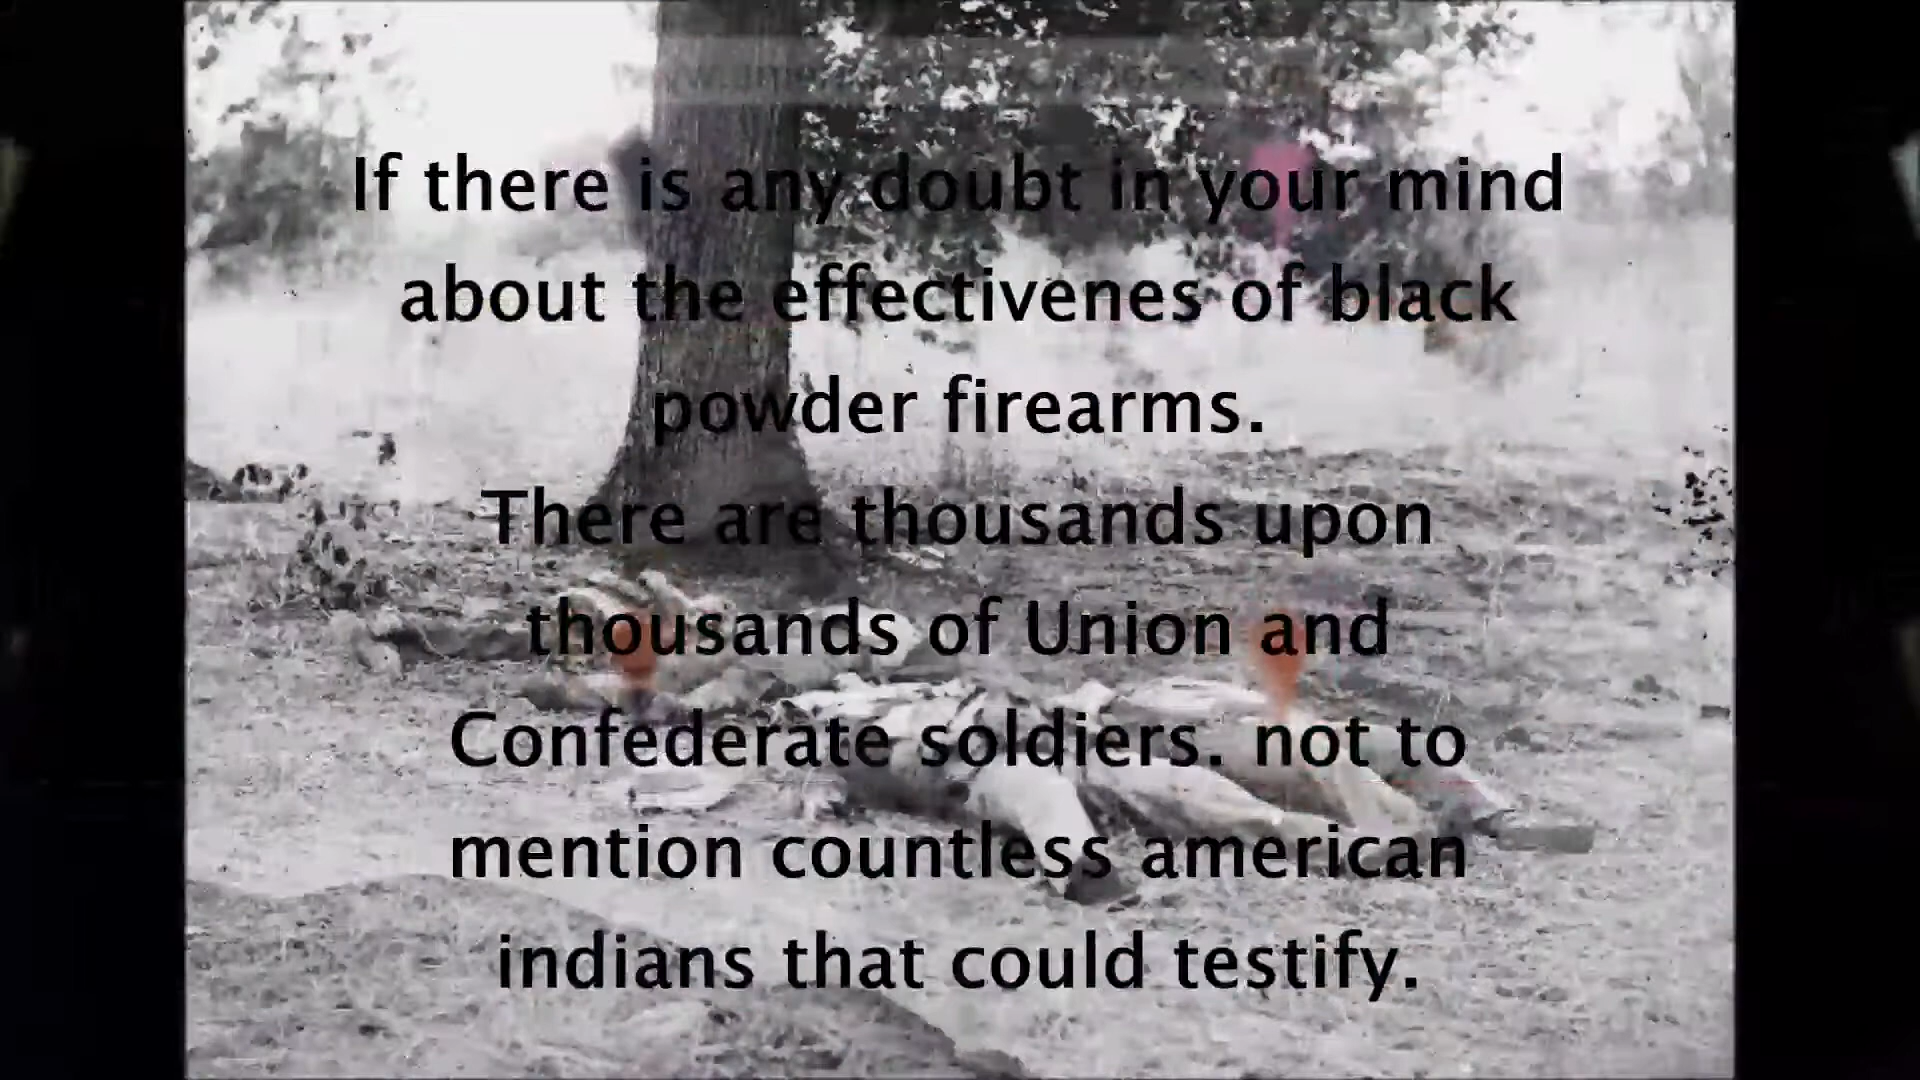 If there is any doubt in your mind
about the effectivenes of black
powder firearms.
There are thousands upon
thousands of Union and
Confederate soldiers. not to
mention countless american
indians that could testify.